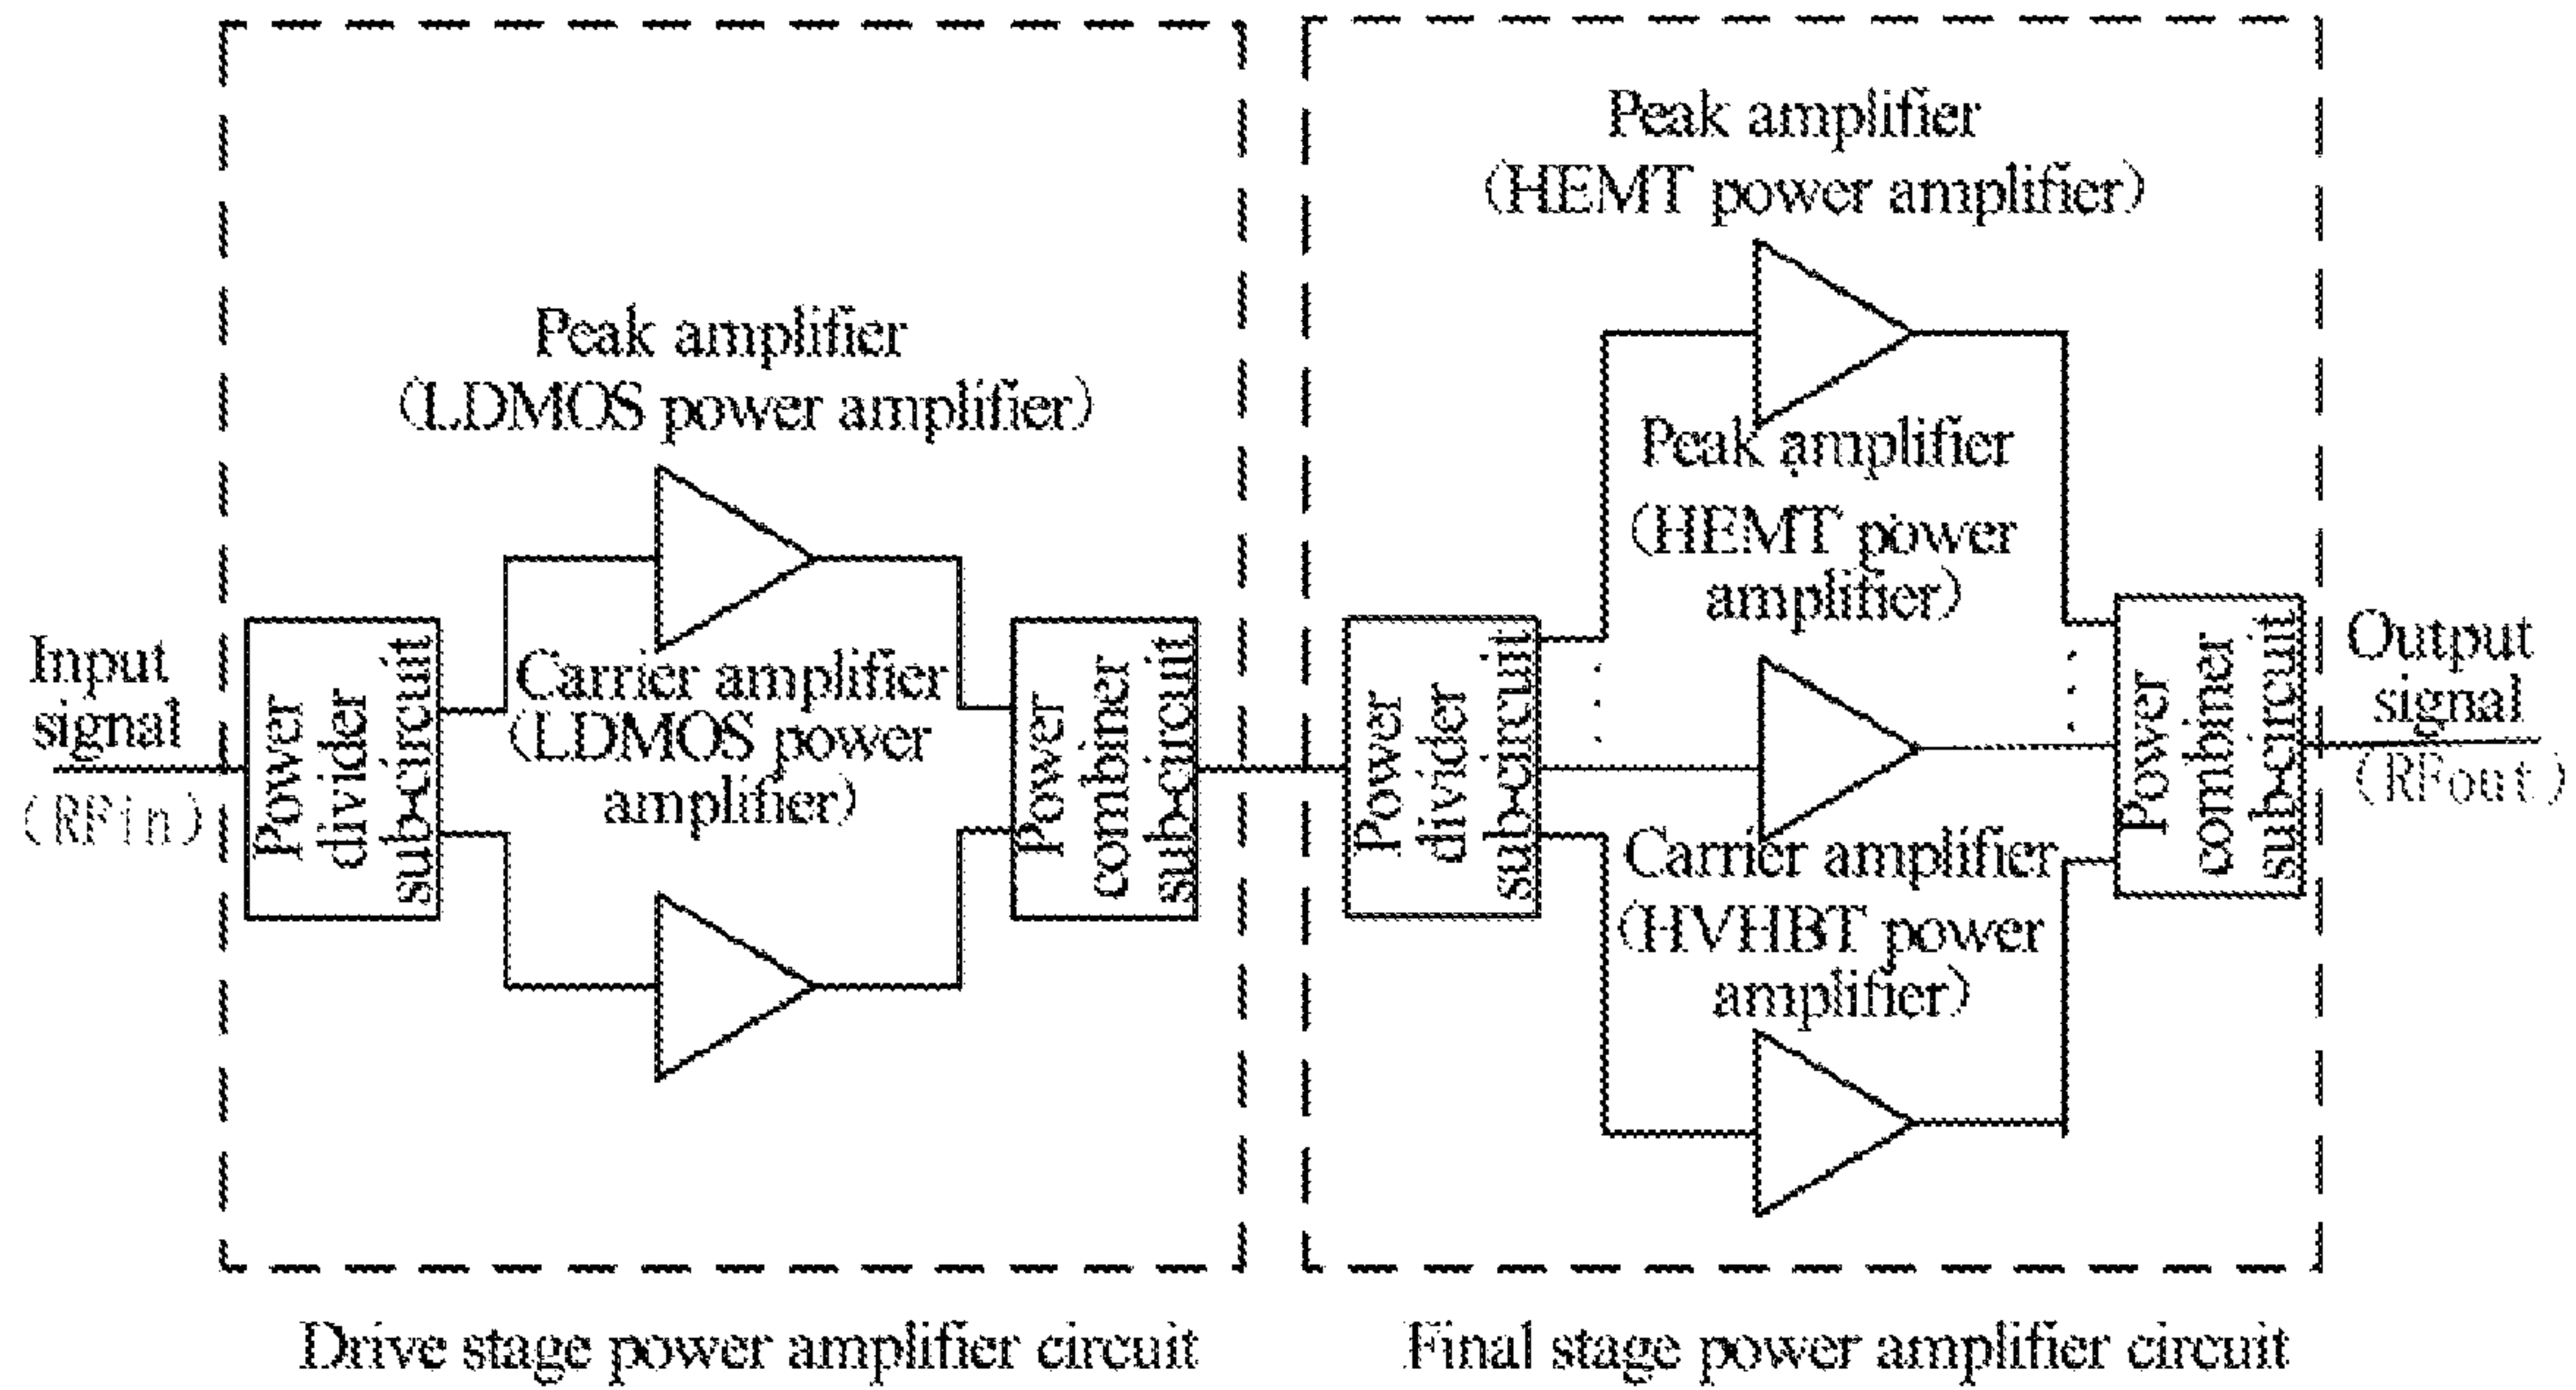 Peak amplifier
(HEMT power amplifier)
Peak amplifier
(LDMOS power amplifier)
Peak amplifier
(HEMT power
amplifier)
Input
signal
(RFin)
Power
divider
sub-circuit
Carrier amplifier
(LDMOS power
amplifier)
Power
combiner
sub-circuit
Power
divider
sub-circuit
Carrier amplifier
(HVHBT power
amplifier)
Power
combiner
sub-circuit
Output
signal
(RFout)
Drive stage power amplifier circuit
Final stage power amplifier circuit